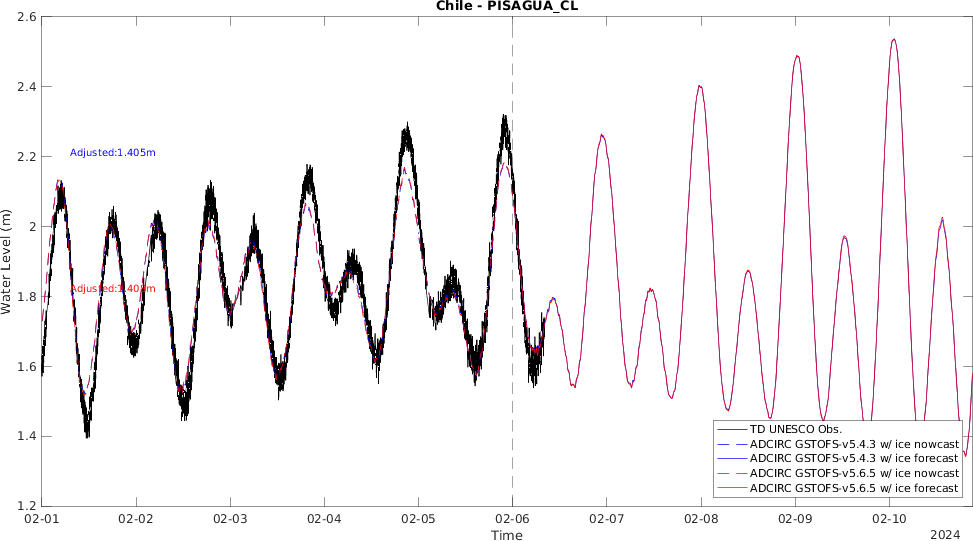 Chile - PISAGUA_CL
2.6
2.4
2.2
2
1.8
1.6
1.4
1.2
Water Level (m)
Adjusted:1.405m
TD UNESCO Obs.
ADCIRC GSTOFS-v5.4.3 w/ ice nowcast
ADCIRC GSTOFS-v5.4.3 w/ ice forecast
ADCIRC GSTOFS-v5.6.5 w/ ice nowcast
ADCIRC GSTOFS-v5.6.5 w/ ice forecast
02-01 02-02 02-03 02-04 02-05 02-06 02-07 02-08 02-09 02-10
Time
2024